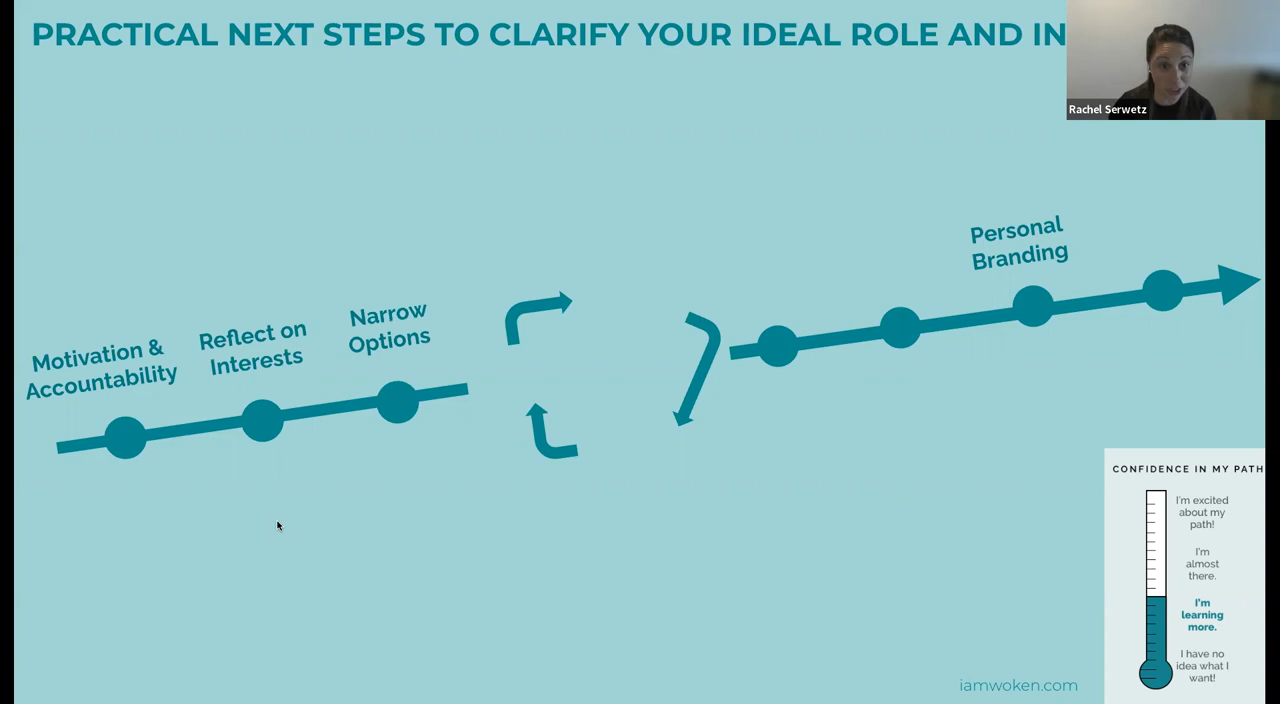 PRACTICAL NEXT STEPS TO CLARIFY YOUR IDEAL ROLE AND IN
Rachel Serwetz
Motivation &
Accountability
Reflect on
Interests
Narrow
Options
Personal
Branding
CONFIDENCE IN MY PATH
I'm excited
about my
path!
I'm
almost
there.
I'm
learning
more.
I have no
idea what I
want!
iamwoken.com